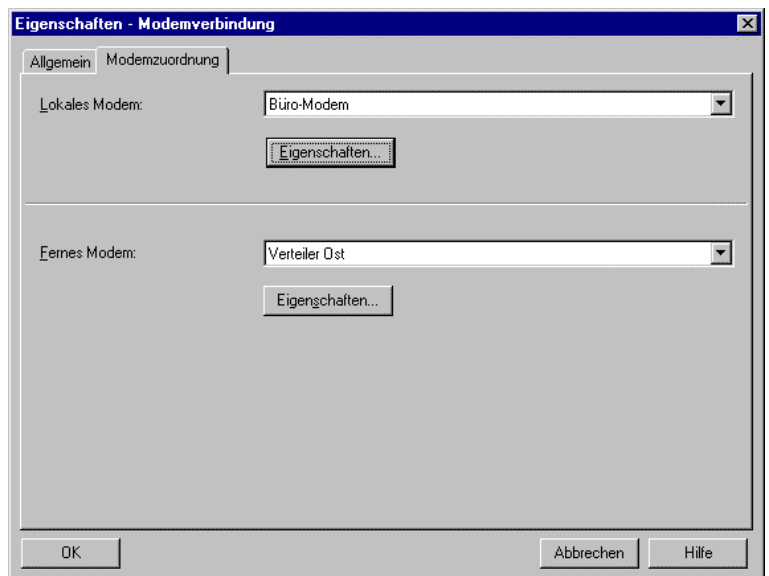 Eigenschaften - Modemverbindung
Allgemein Modemzuordnung
Lokales Modem: Büro-Modem
Eigenschaften...
Fernes Modem: Verteiler Ost
Eigenschaften...
OK Abbrechen Hilfe